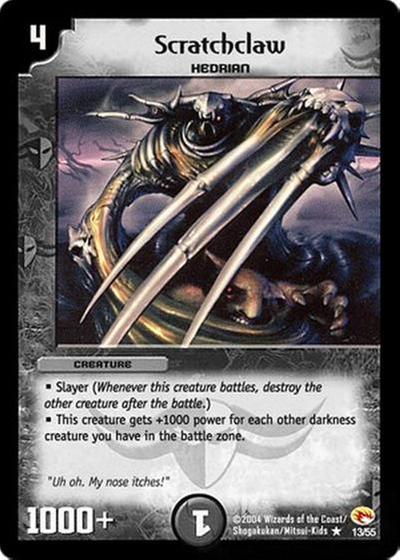 4
Scratchclaw
HEDRIAN
CREATURE
▪ Slayer (Whenever this creature battles, destroy the
other creature after the battle.)
▪ This creature gets +1000 power for each other darkness
creature you have in the battle zone.
"Uh oh. My nose itches!"
1000+
1
©2004 Wizards of the Coast/
Shogakukan/Mitsui-Kids ★ 13/55